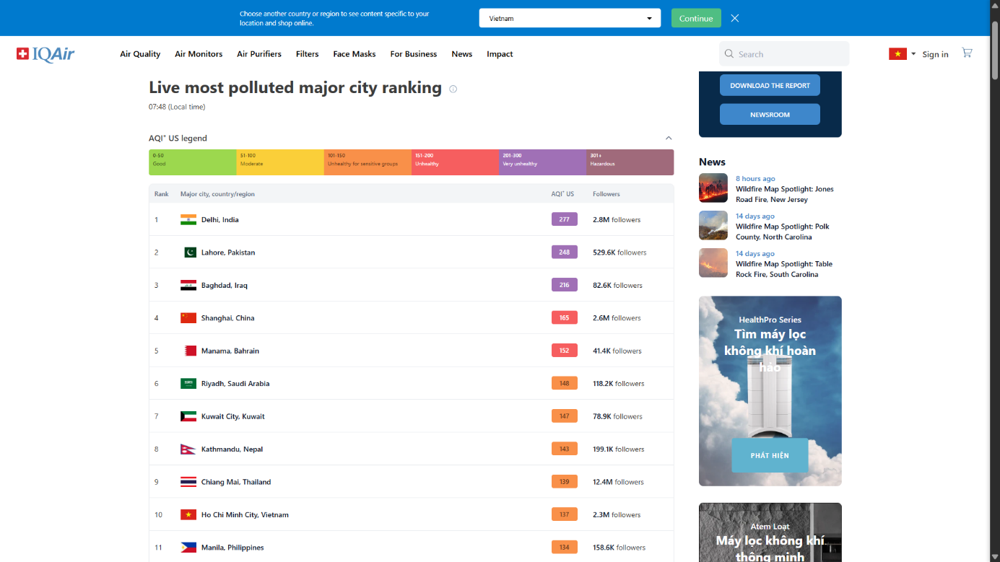 Choose another country or region to see content specific to your
location and shop online.
Vietnam
Continue
IQAir
Air Quality
Air Monitors
Air Purifiers
Filters
Face Masks
For Business
News
Impact
Search
Sign in
Live most polluted major city ranking
07:48 (Local time)
AQI⁺ US legend
0-50
Good
51-100
Moderate
101-150
Unhealthy for sensitive groups
151-200
Unhealthy
201-300
Very unhealthy
301+
Hazardous
Rank Major city, country/region AQI⁺ US Followers
1 Delhi, India 277 2.8M followers
2 Lahore, Pakistan 248 529.6K followers
3 Baghdad, Iraq 216 82.6K followers
4 Shanghai, China 165 2.6M followers
5 Manama, Bahrain 152 41.4K followers
6 Riyadh, Saudi Arabia 148 118.2K followers
7 Kuwait City, Kuwait 147 78.9K followers
8 Kathmandu, Nepal 143 199.1K followers
9 Chiang Mai, Thailand 139 12.4M followers
10 Ho Chi Minh City, Vietnam 137 2.3M followers
11 Manila, Philippines 134 158.6K followers
DOWNLOAD THE REPORT
NEWSROOM
News
8 hours ago
Wildfire Map Spotlight: Jones
Road Fire, New Jersey
14 days ago
Wildfire Map Spotlight: Polk
County, North Carolina
14 days ago
Wildfire Map Spotlight: Table
Rock Fire, South Carolina
HealthPro Series
Tìm máy lọc
không khí hoàn
hảo
PHÁT HIỆN
Atem Loạt
Máy lọc không khí
thông minh